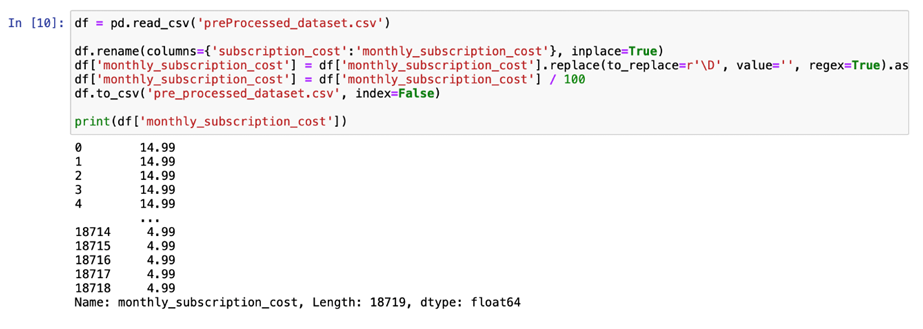 In [10]: df = pd.read_csv('preProcessed_dataset.csv')
df.rename(columns={'subscription_cost':'monthly_subscription_cost'}, inplace=True)
df['monthly_subscription_cost'] = df['monthly_subscription_cost'].replace(to_replace=r'\D', value='', regex=True).as
df['monthly_subscription_cost'] = df['monthly_subscription_cost'] / 100
df.to_csv('pre_processed_dataset.csv', index=False)
print(df['monthly_subscription_cost'])
0 14.99
1 14.99
2 14.99
3 14.99
4 14.99
...
18714 4.99
18715 4.99
18716 4.99
18717 4.99
18718 4.99
Name: monthly_subscription_cost, Length: 18719, dtype: float64